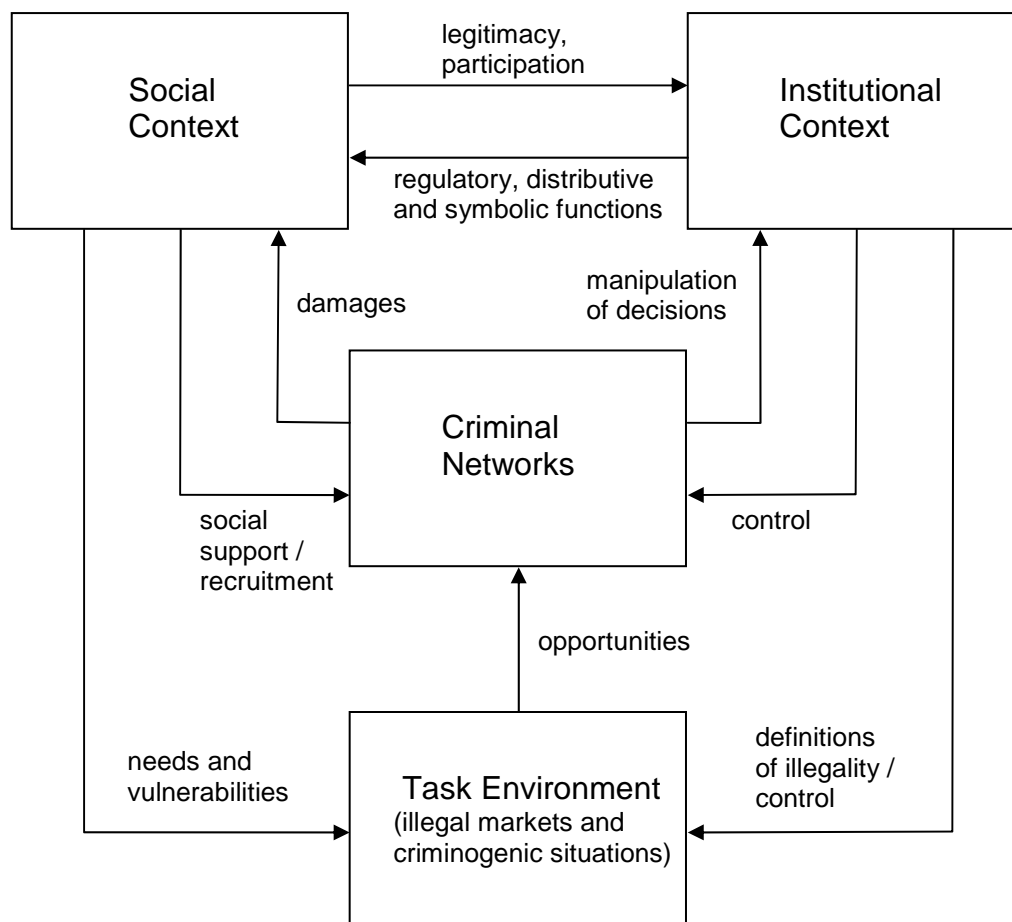 legitimacy,
participation
Social
Context
Institutional
Context
regulatory, distributive
and symbolic functions
damages
manipulation
of decisions
Criminal
Networks
social
support /
recruitment
control
opportunities
needs and
vulnerabilities
definitions
of illegality /
control
Task Environment
(illegal markets and
criminogenic situations)